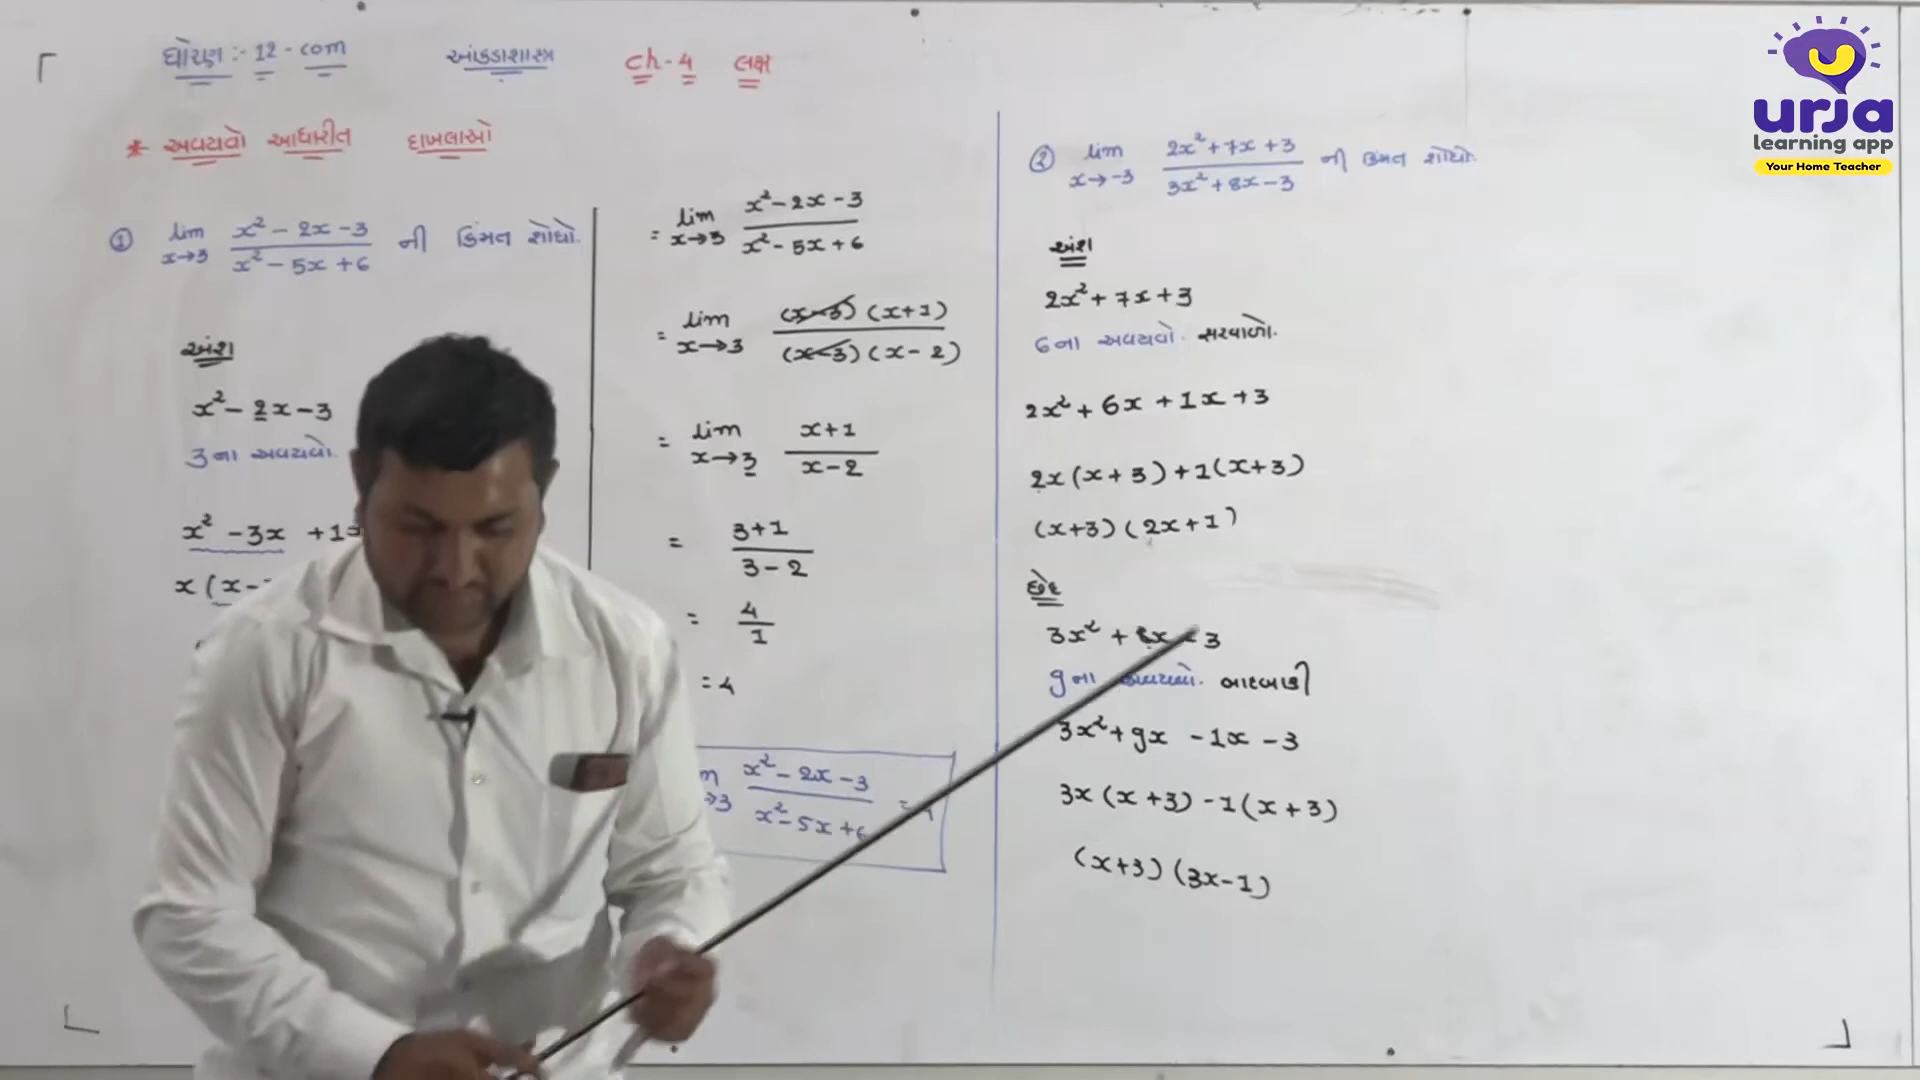 ધોરણ :- 12 - com આંકડાશાસ્ત્ર ch - 4 લક્ષ
* અવયવો આધારીત દાખલાઓ
① lim x→3 (x² - 2x - 3)/(x² - 5x + 6) ની કિંમત શોધો.
અંશ
x² - 2x - 3
3ના અવયવો.
x² - 3x + 1
x (x -
= lim x→3 (x² - 2x - 3)/(x² - 5x + 6)
= lim x→3 (x-3)(x+1)/(x-3)(x-2)
= lim x→3 (x+1)/(x-2)
= (3+1)/(3-2)
= 4/1
= 4
→3 (x² - 2x - 3)/(x² - 5x + 6) =
② lim x→-3 (2x² + 7x + 3)/(3x² + 8x - 3) ની કિંમત શોધો.
અંશ
2x² + 7x + 3
6ના અવયવો. સરવાળો.
2x² + 6x + 1x + 3
2x (x + 3) + 1 (x + 3)
(x+3) (2x+1)
છેદ
3x² + 8x - 3
9ના અવયવો. બાદબાકી
3x² + 9x - 1x - 3
3x (x + 3) - 1 (x + 3)
(x+3) (3x-1)
urja
learning app
Your Home Teacher